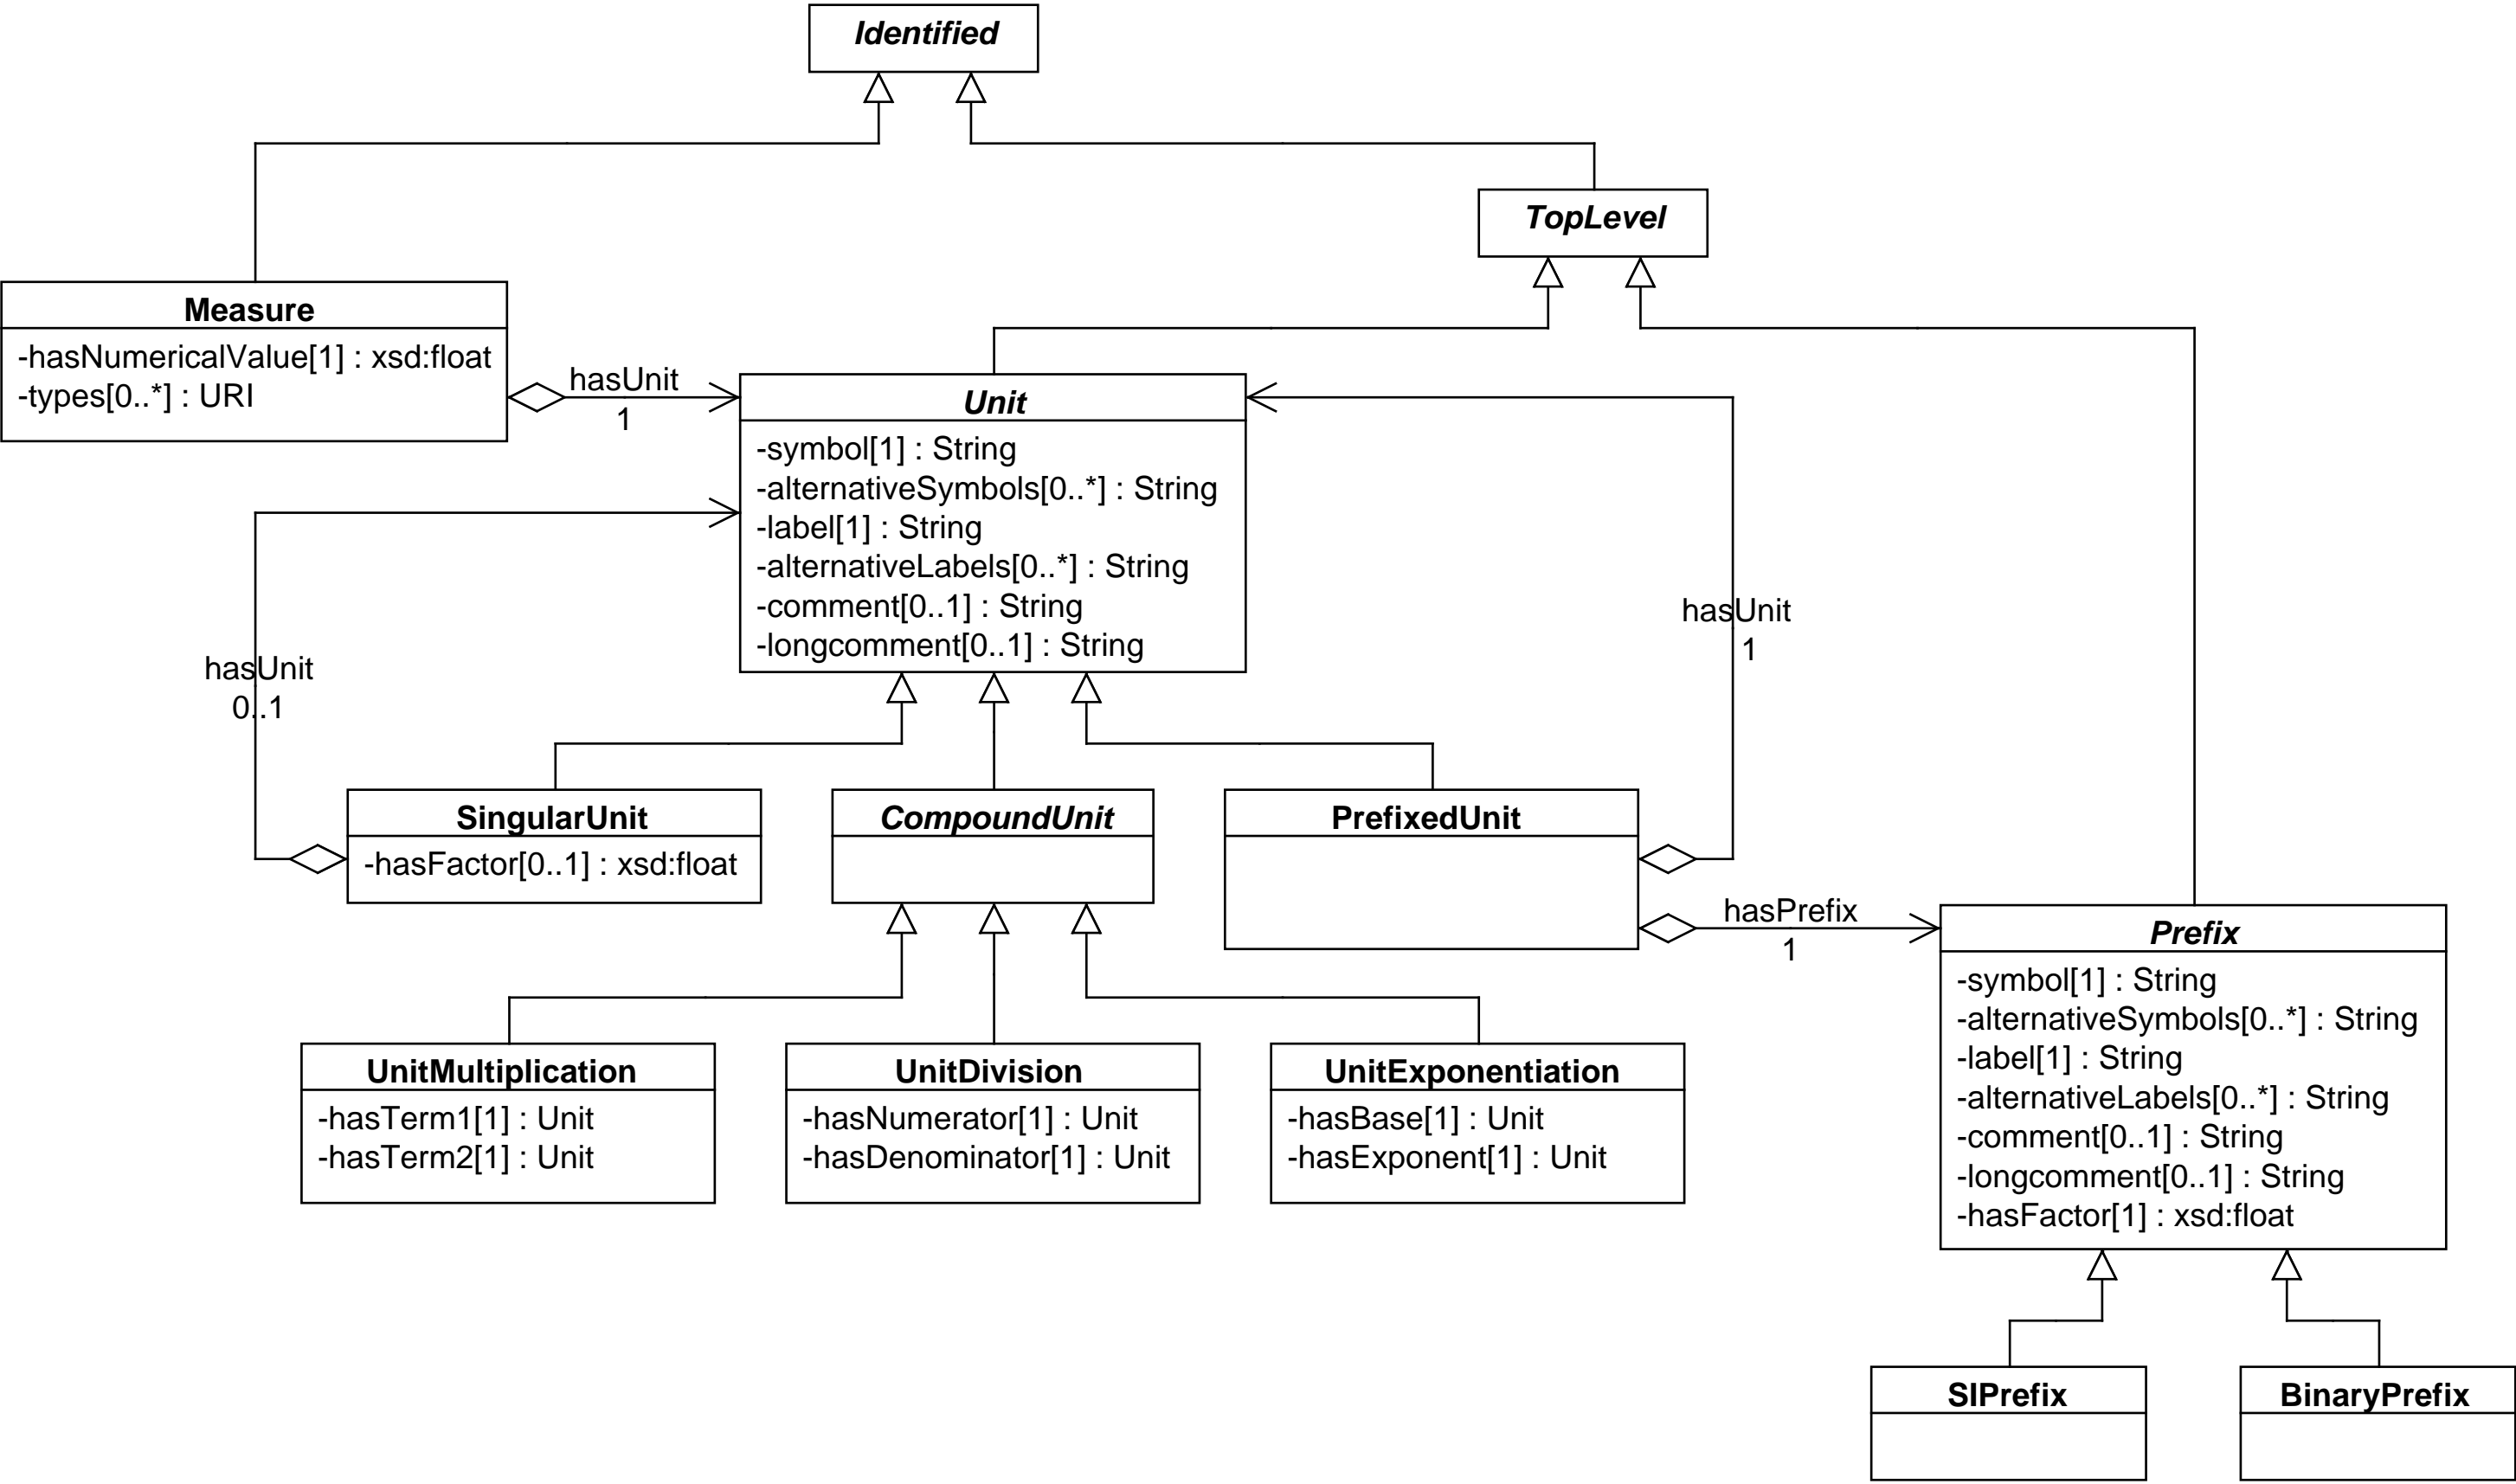 Identified
TopLevel
Measure
-hasNumericalValue[1] : xsd:float
-types[0..*] : URI
hasUnit
1
Unit
-symbol[1] : String
-alternativeSymbols[0..*] : String
-label[1] : String
-alternativeLabels[0..*] : String
-comment[0..1] : String
-longcomment[0..1] : String
hasUnit
1
hasUnit
0..1
SingularUnit
-hasFactor[0..1] : xsd:float
CompoundUnit
PrefixedUnit
hasPrefix
1
Prefix
-symbol[1] : String
-alternativeSymbols[0..*] : String
-label[1] : String
-alternativeLabels[0..*] : String
-comment[0..1] : String
-longcomment[0..1] : String
-hasFactor[1] : xsd:float
UnitMultiplication
-hasTerm1[1] : Unit
-hasTerm2[1] : Unit
UnitDivision
-hasNumerator[1] : Unit
-hasDenominator[1] : Unit
UnitExponentiation
-hasBase[1] : Unit
-hasExponent[1] : Unit
SIPrefix
BinaryPrefix